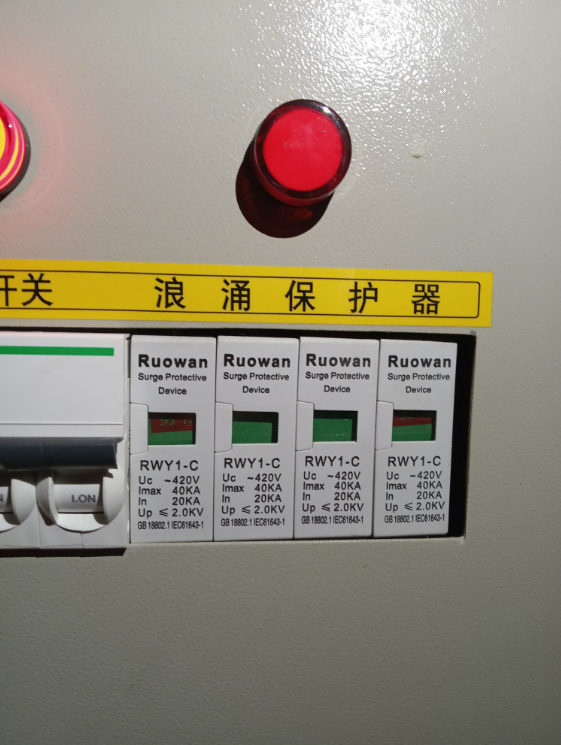 开关
浪涌保护器
Ruowan
Surge Protective
Device
RWY1-C
Uc ~420V
Imax 40KA
In 20KA
Up ≤2.0KV
GB 18802.1 IEC61643-1
Ruowan
Surge Protective
Device
RWY1-C
Uc ~420V
Imax 40KA
In 20KA
Up ≤2.0KV
GB 18802.1 IEC61643-1
Ruowan
Surge Protective
Device
RWY1-C
Uc ~420V
Imax 40KA
In 20KA
Up ≤2.0KV
GB 18802.1 IEC61643-1
Ruowan
Surge Protective
Device
RWY1-C
Uc ~420V
Imax 40KA
In 20KA
Up ≤2.0KV
GB 18802.1 IEC61643-1
I.ON